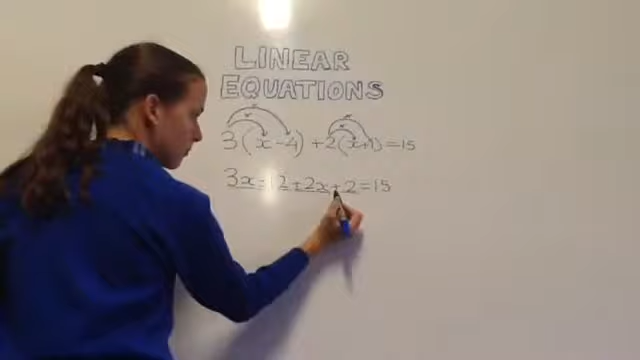 LINEAR
EQUATIONS
3(x-4)+2(x+1)=15
3x-12+2x+2=15